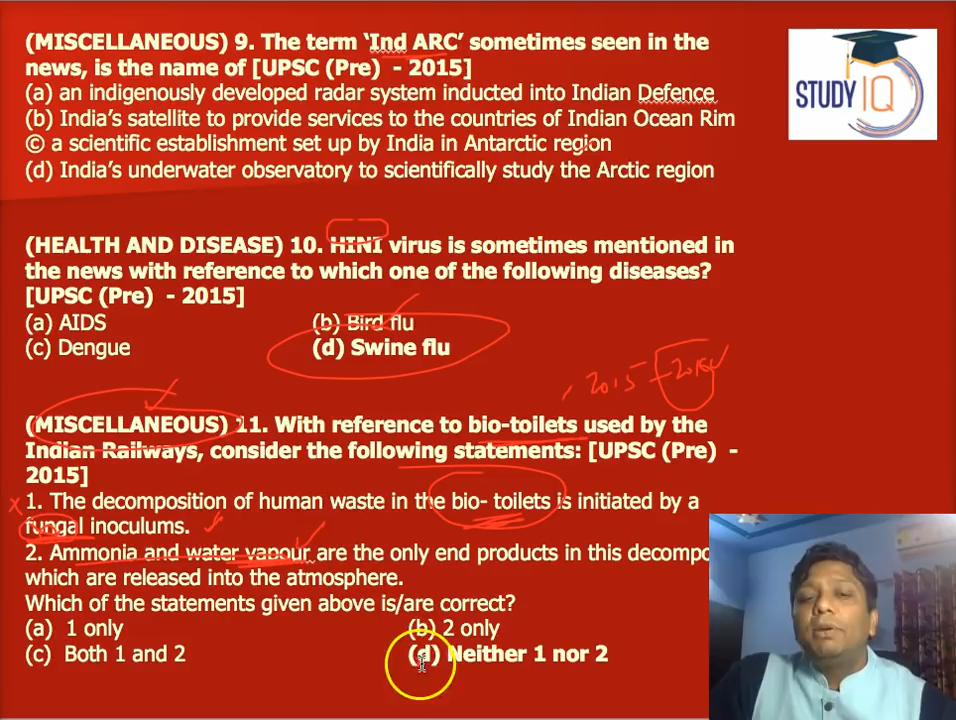 (MISCELLANEOUS) 9. The term ‘Ind ARC’ sometimes seen in the
news, is the name of [UPSC (Pre) - 2015]
(a) an indigenously developed radar system inducted into Indian Defence
(b) India’s satellite to provide services to the countries of Indian Ocean Rim
© a scientific establishment set up by India in Antarctic region
(d) India’s underwater observatory to scientifically study the Arctic region
STUDY IQ
(HEALTH AND DISEASE) 10. HINI virus is sometimes mentioned in
the news with reference to which one of the following diseases?
[UPSC (Pre) - 2015]
(a) AIDS
(b) Bird flu
(c) Dengue
(d) Swine flu
2015 -
(MISCELLANEOUS) 11. With reference to bio-toilets used by the
Indian Railways, consider the following statements: [UPSC (Pre) -
2015]
1. The decomposition of human waste in the bio- toilets is initiated by a
fungal inoculums.
2. Ammonia and water vapour are the only end products in this decompo
which are released into the atmosphere.
Which of the statements given above is/are correct?
(a) 1 only
(b) 2 only
(c) Both 1 and 2
(d) Neither 1 nor 2